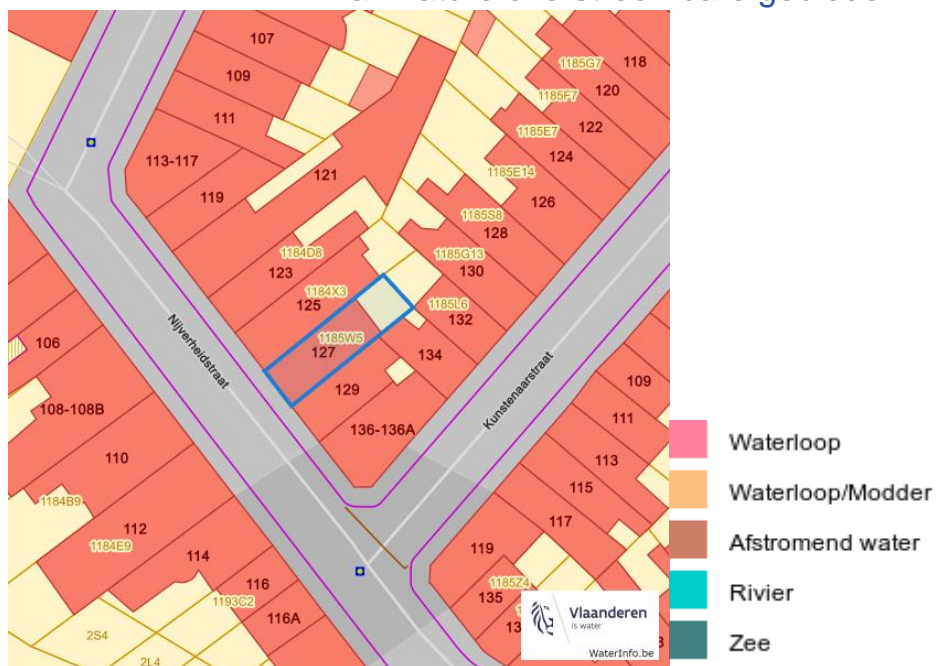 107
109
111
113-117
119
121
1185G7
118
120
1185F7
122
1185E7
124
1185E14
126
1185S8
128
1185G13
130
1184D8
123
1184X3
125
1185L6
132
1185W5
127
134
129
136-136A
Nijverheidstraat
Kunstenaarstraat
106
108-108B
110
1184B9
112
1184E9
114
116
1193C2
116A
2S4
2L4
109
111
113
115
117
119
1185Z4
135
Vlaanderen
is water
WaterInfo.be
Waterloop
Waterloop/Modder
Afstromend water
Rivier
Zee